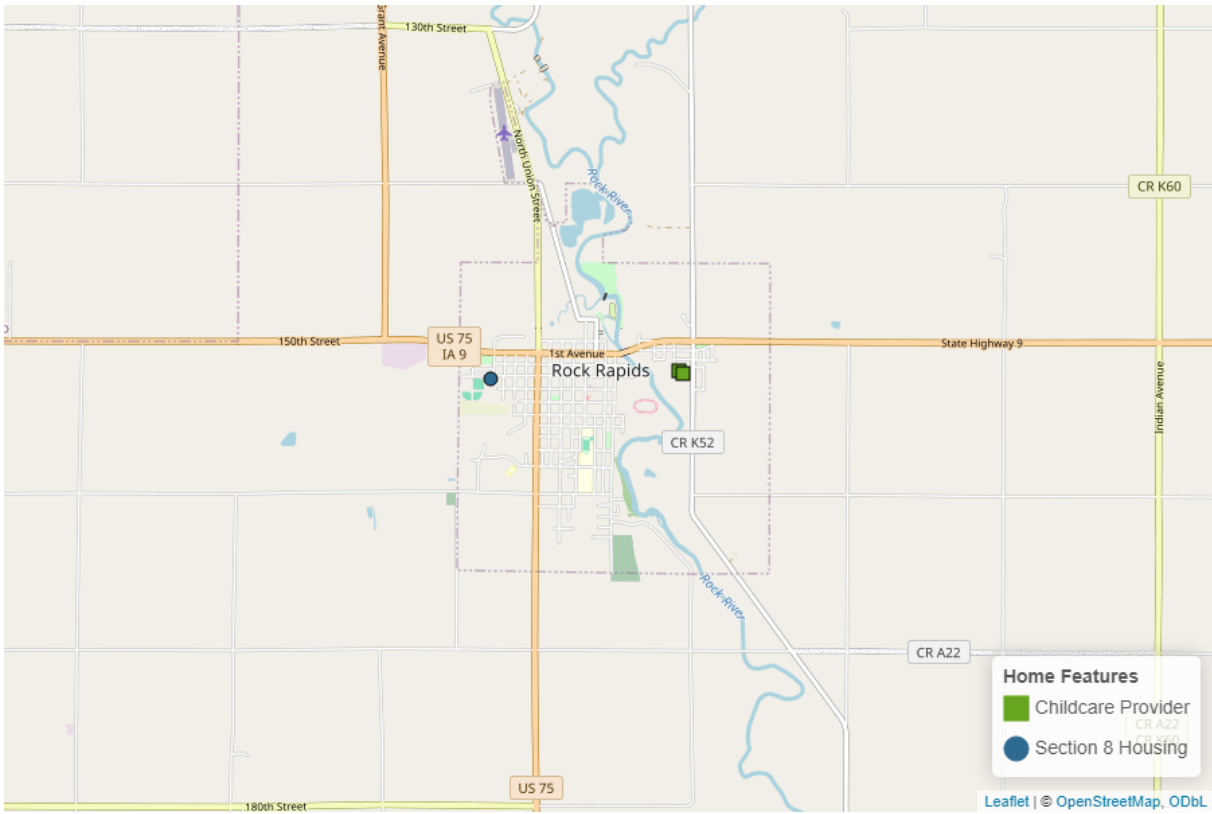 Grant Avenue
130th Street
North Union Street
Rock River
CR K60
150th Street
US 75
IA 9
1st Avenue
State Highway 9
Rock Rapids
Indian Avenue
CR K52
Rock River
CR A22
Home Features
Childcare Provider
CR A22
CR K60
Section 8 Housing
US 75
180th Street
Leaflet | © OpenStreetMap, ODbL